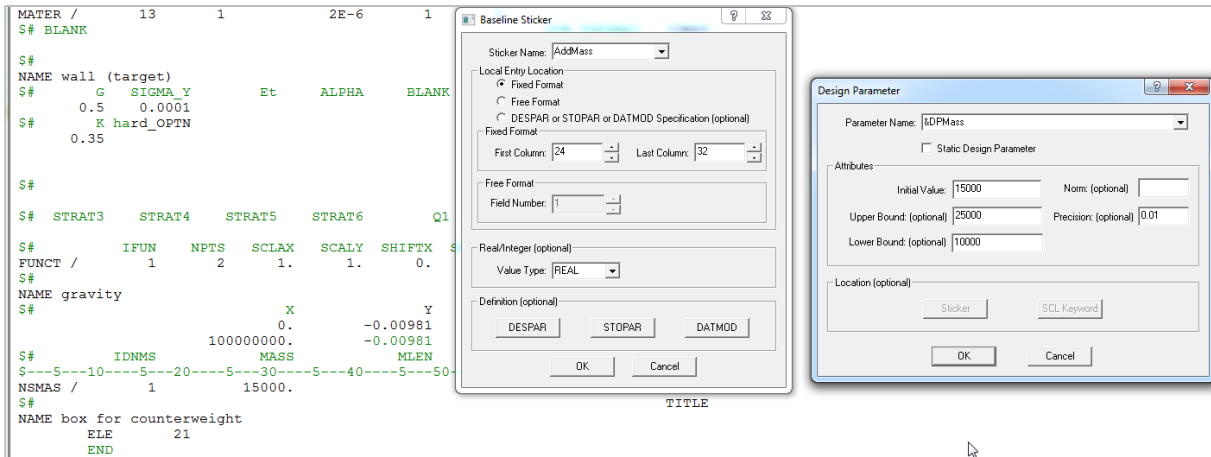 MATER / 13 1 2E-6 1
$# BLANK
$#
NAME wall (target)
$# G SIGMA_Y Et ALPHA BLANK
0.5 0.0001
$# K hard_OPTN
0.35
$#
$# STRAT3 STRAT4 STRAT5 STRAT6 Q1
$# IFUN NPTS SCLAX SCALY SHIFTX S
FUNCT / 1 2 1. 1. 0.
$#
NAME gravity
$# X Y
0. -0.00981
100000000. -0.00981
$# IDNMS MASS MLEN
$---5---10----5---20----5---30----5---40----5---50-
NSMAS / 1 15000.
$# TITLE
NAME box for counterweight
ELE 21
END
Baseline Sticker
Sticker Name: AddMass
Local Entry Location
Fixed Format
Free Format
DESPAR or STOPAR or DATMOD Specification (optional)
Fixed Format
First Column: 24 Last Column: 32
Free Format
Field Number: 1
Real/Integer (optional)
Value Type: REAL
Definition (optional)
DESPAR STOPAR DATMOD
OK Cancel
Design Parameter
Parameter Name: &DPMass
Static Design Parameter
Attributes
Initial Value: 15000 Norm: (optional)
Upper Bound: (optional) 25000 Precision: (optional) 0.01
Lower Bound: (optional) 10000
Location (optional)
Sticker SCL Keyword
OK Cancel